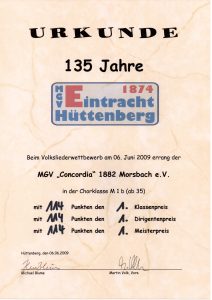 URKUNDE
135 Jahre
MGV Eintracht 1874
Hüttenberg
Beim Volksliederwettbewerb am 06. Juni 2009 errang der
MGV „Concordia" 1882 Morsbach e.V.
in der Chorklasse M 1 b (ab 35)
mit 114 Punkten den 1. Klassenpreis
mit 114 Punkten den 1. Dirigentenpreis
mit 114 Punkten den 1. Meisterpreis
Hüttenberg, den 06.06.2009
Michael Blume Martin Volk, Vors.